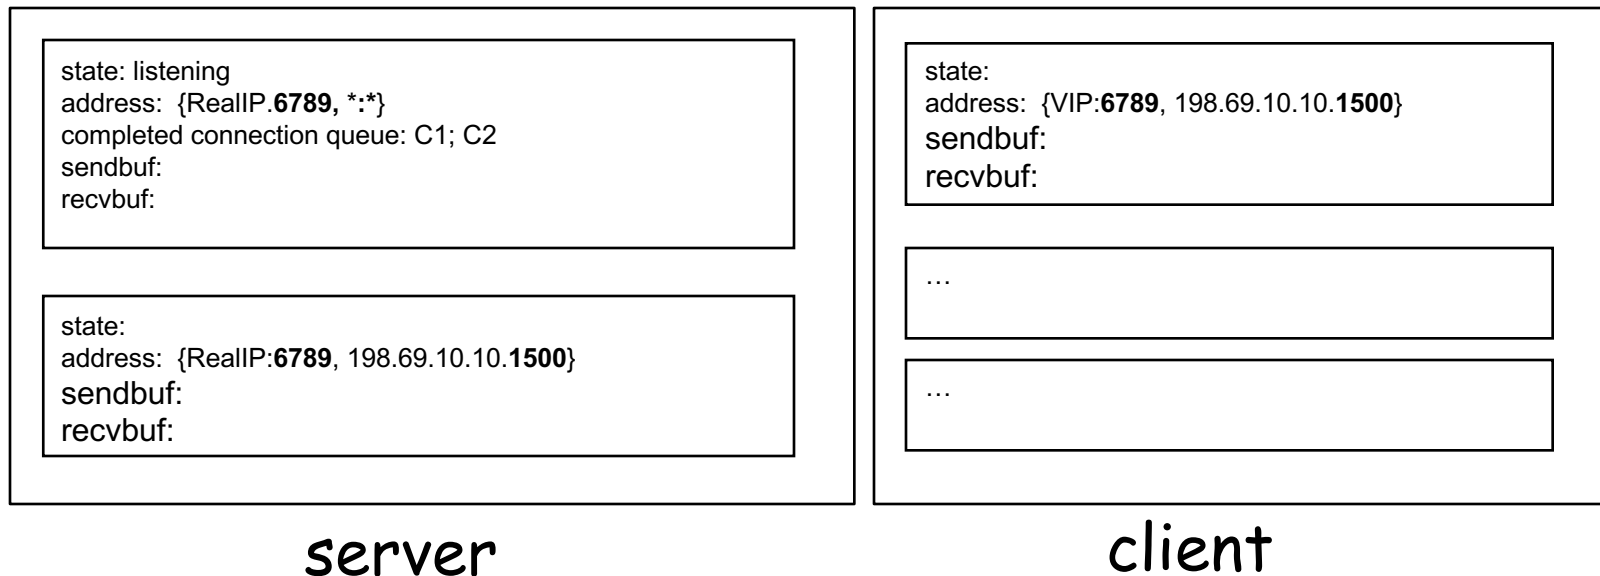 state: listening
address: {RealIP.6789, *:*}
completed connection queue: C1; C2
sendbuf:
recvbuf:
state:
address: {RealIP:6789, 198.69.10.10.1500}
sendbuf:
recvbuf:
server
state:
address: {VIP:6789, 198.69.10.10.1500}
sendbuf:
recvbuf:
…
…
client